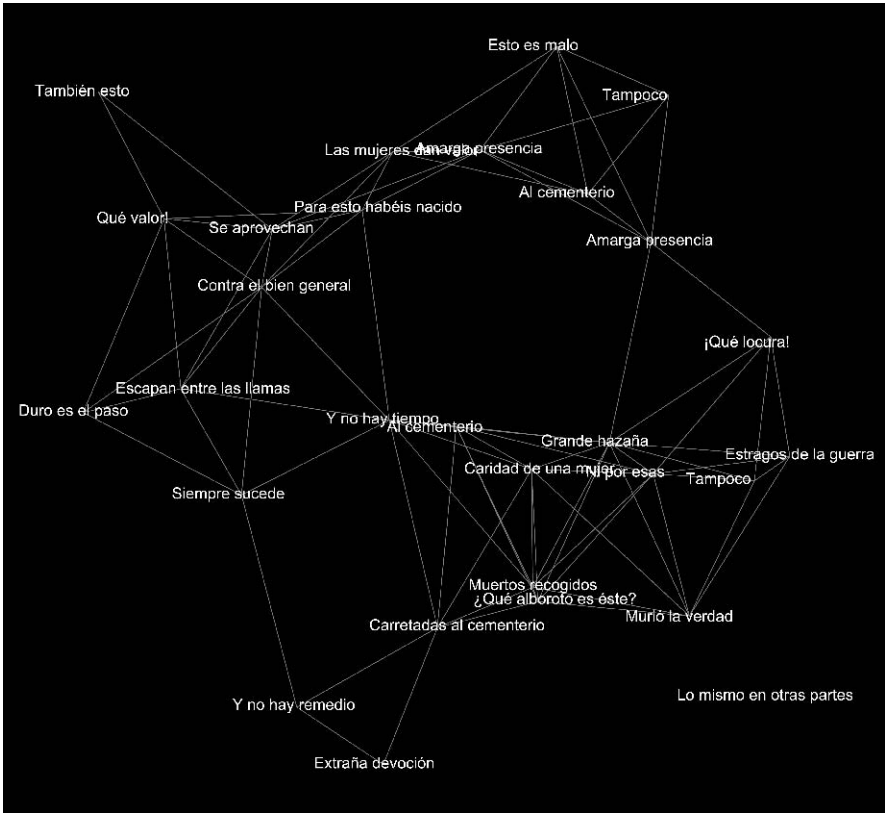 Esto es malo
También esto
Tampoco
Las mujeres dan valor
Amarga presencia
Al cementerio
Para esto habéis nacido
Qué valor!
Se aprovechan
Amarga presencia
Contra el bien general
¡Qué locura!
Escapan entre las llamas
Duro es el paso
Y no hay tiempo
Al cementerio
Grande hazaña
Estragos de la guerra
Caridad de una mujer
Ni por esas
Tampoco
Siempre sucede
Muertos recogidos
¿Qué alboroto es éste?
Murió la verdad
Carretadas al cementerio
Lo mismo en otras partes
Y no hay remedio
Extraña devoción